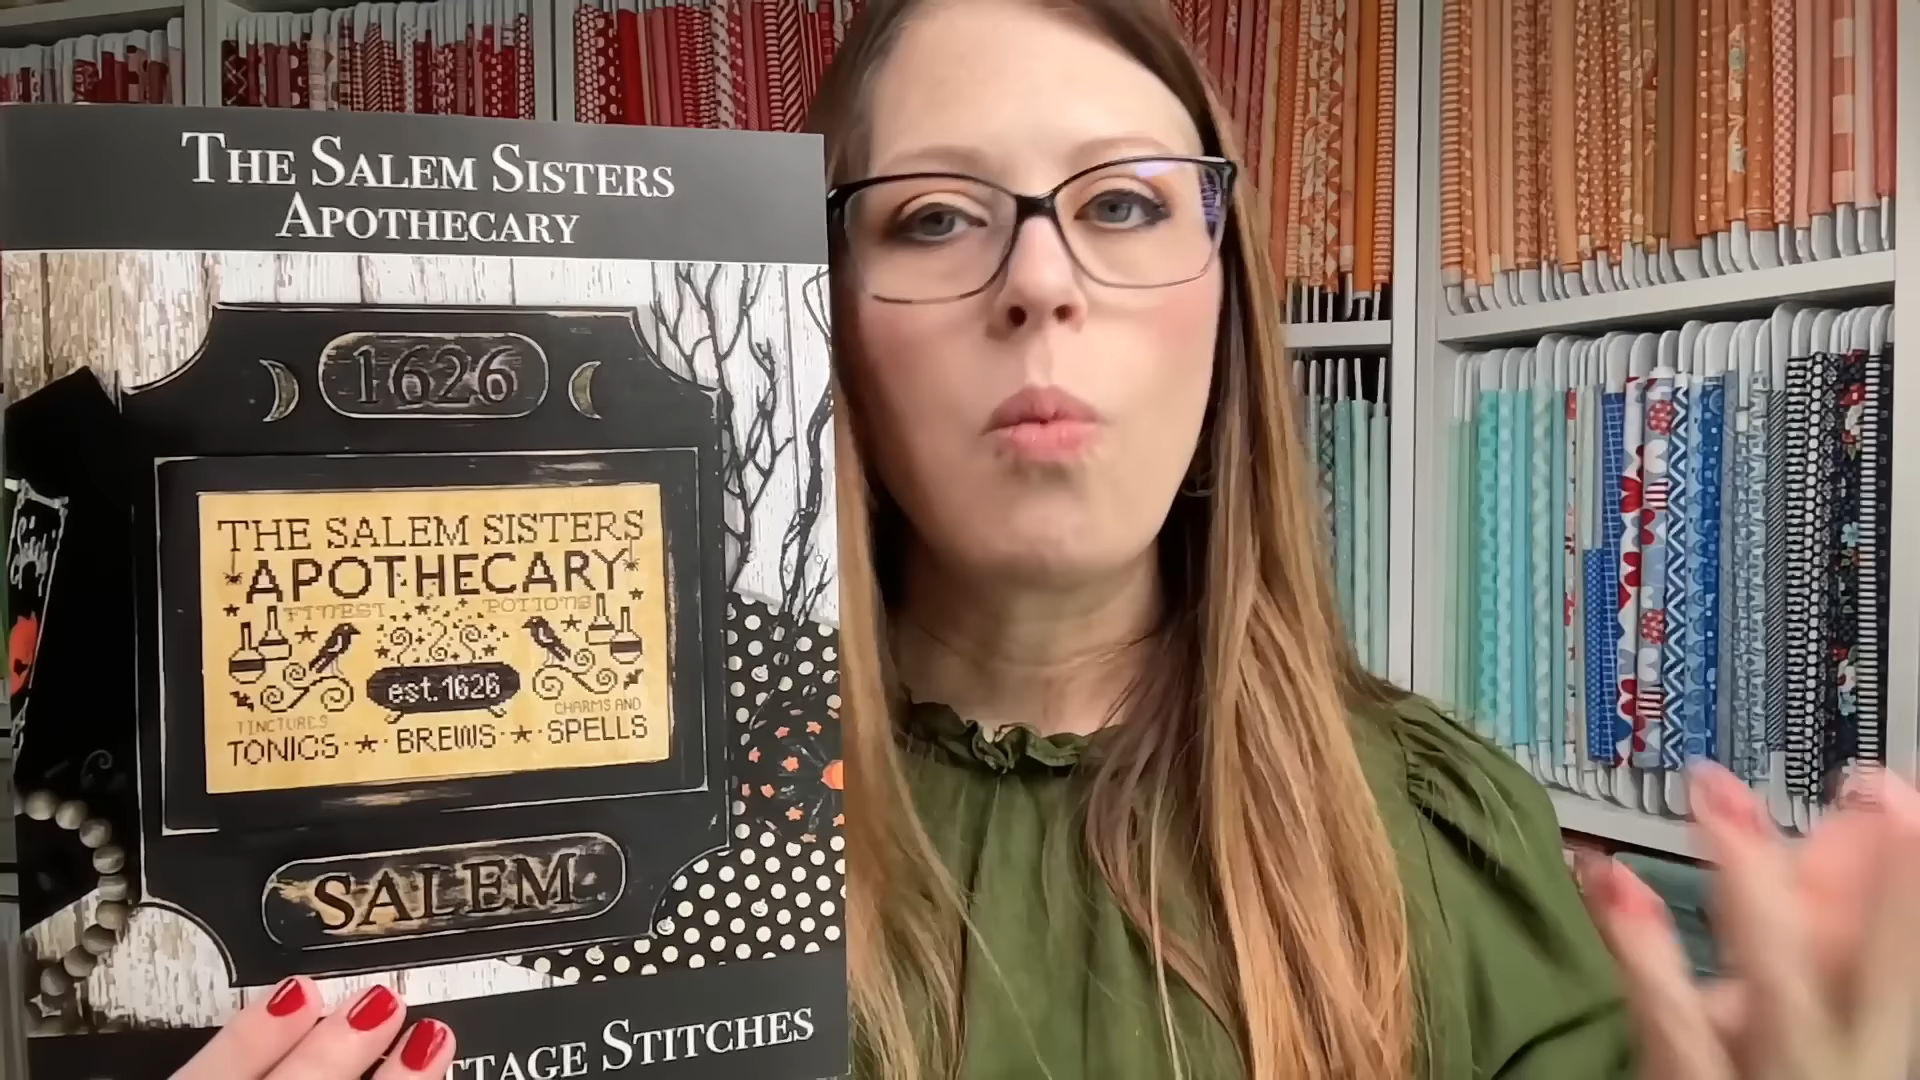 THE SALEM SISTERS
APOTHECARY
1626
THE SALEM SISTERS
APOTHECARY
FINEST POTIONS
est. 1626
TINCTURES CHARMS AND
TONICS · ★ · BREWS · ★ · SPELLS
SALEM
STITCHES